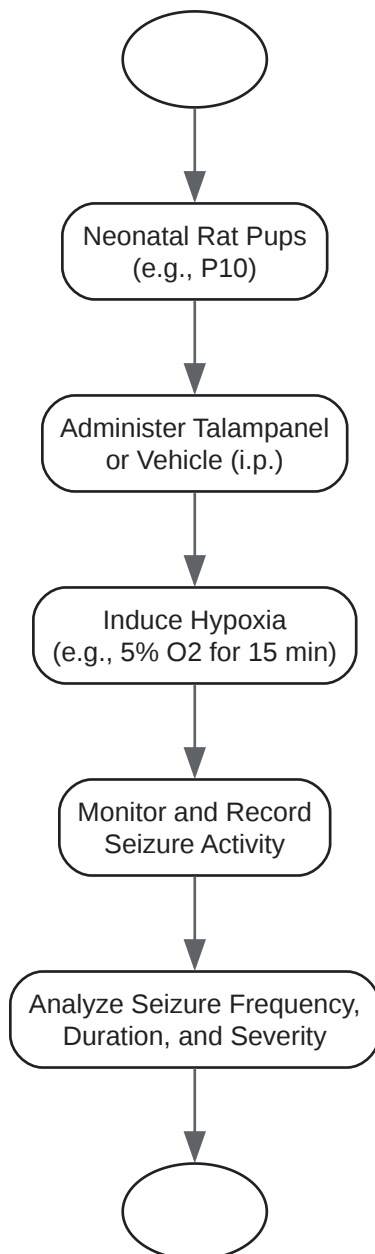 Neonatal Rat Pups
(e.g., P10)
Administer Talampanel
or Vehicle (i.p.)
Induce Hypoxia
(e.g., 5% O2 for 15 min)
Monitor and Record
Seizure Activity
Analyze Seizure Frequency,
Duration, and Severity